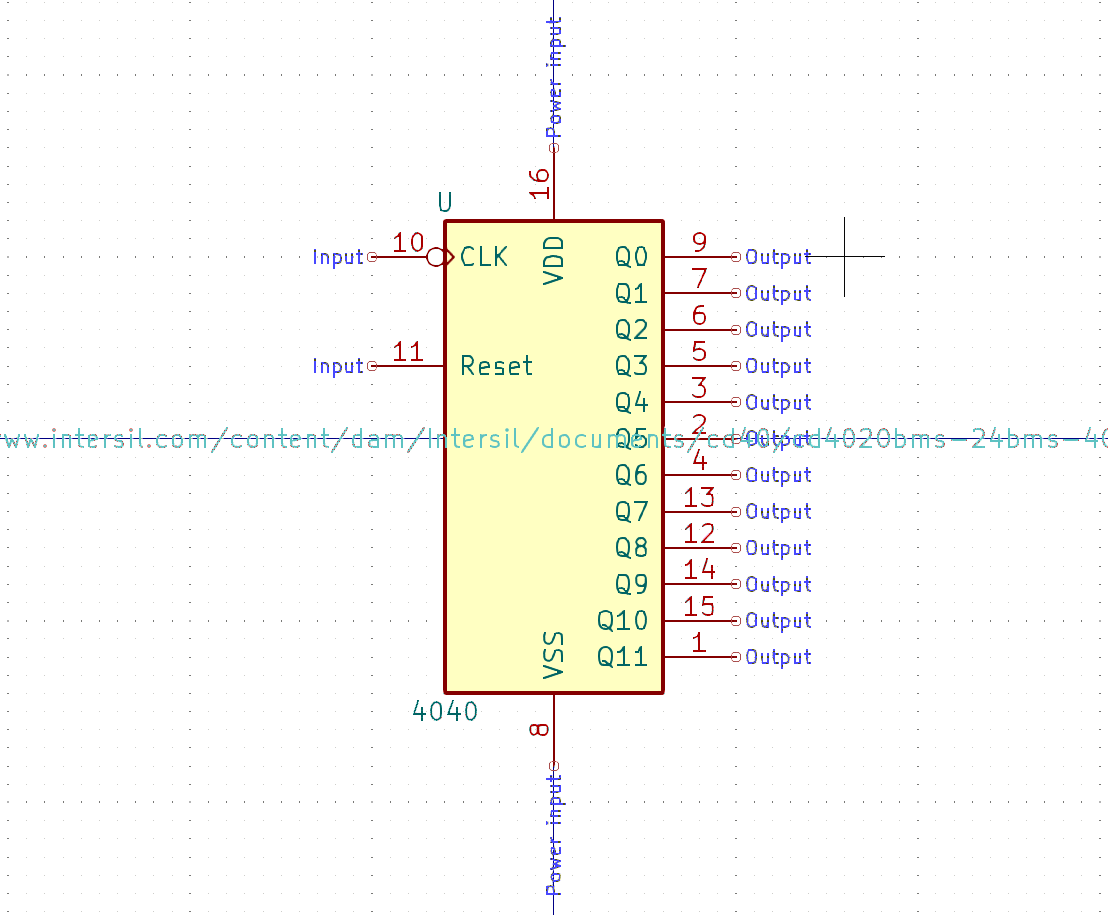 Power input
16
U
VDD
Input 10 CLK Q0 9 Output
Q1 7 Output
Q2 6 Output
Input 11 Reset Q3 5 Output
Q4 3 Output
ww.intersil.com/content/dam/Intersil/documents/cd40/cd4020bms-24bms-40
Q5 2 Output
Q6 4 Output
Q7 13 Output
Q8 12 Output
Q9 14 Output
Q10 15 Output
VSS
Q11 1 Output
4040
8
Power input